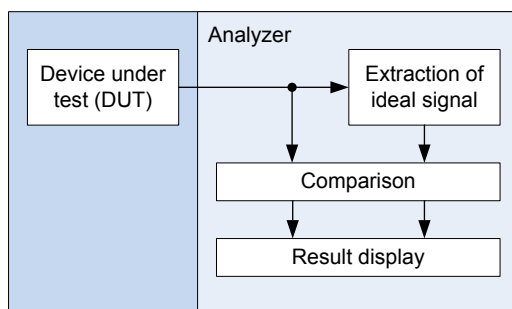 Analyzer
Device under
test (DUT)
Extraction of
ideal signal
Comparison
Result display